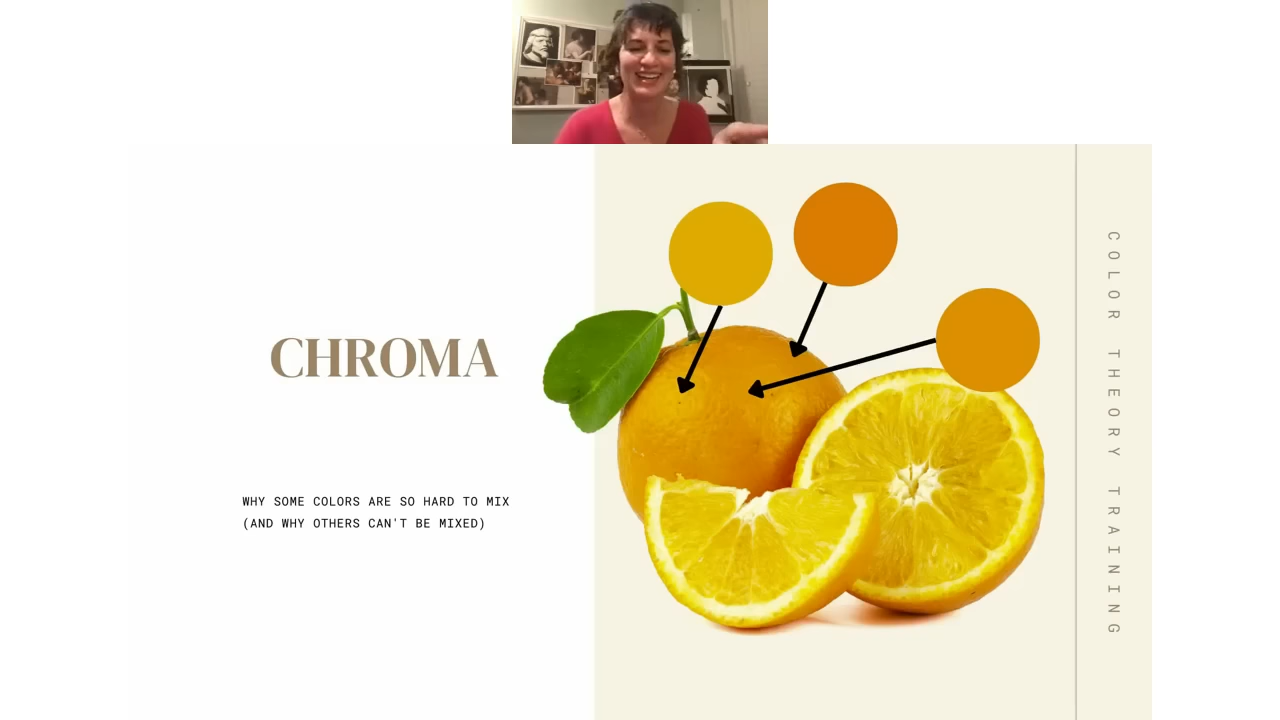 CHROMA
WHY SOME COLORS ARE SO HARD TO MIX
(AND WHY OTHERS CAN'T BE MIXED)
COLOR THEORY TRAINING